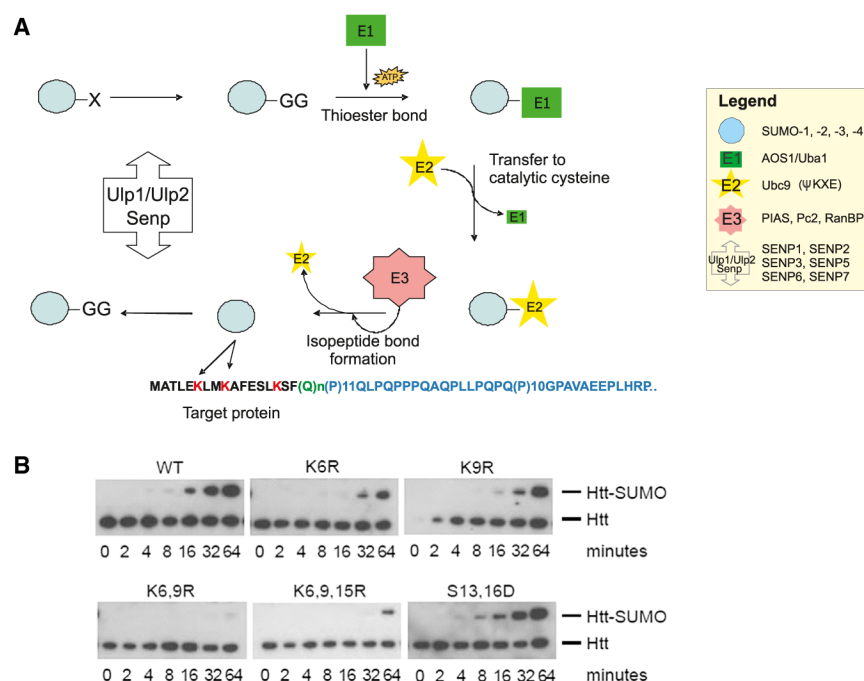 A
E1
ATP
X
GG
E1
Thioester bond
Legend
SUMO-1, -2, -3, -4
E1 AOS1/Uba1
E2 Ubc9 (ψKXE)
E3 PIAS, Pc2, RanBP
Ulp1/Ulp2
Senp
SENP1, SENP2
SENP3, SENP5
SENP6, SENP7
E2
Transfer to
catalytic cysteine
E1
Ulp1/Ulp2
Senp
E2
E3
E2
GG
Isopeptide bond
formation
MATLEKLMKAFESLKSF(Q)n(P)11QLPQPPPQAQPLLPQPQ(P)10GPAVAEEPLHRP..
Target protein
B
WT K6R K9R
Htt-SUMO
Htt
0 2 4 8 16 32 64 0 2 4 8 16 32 64 0 2 4 8 16 32 64 minutes
K6,9R K6,9,15R S13,16D
Htt-SUMO
Htt
0 2 4 8 16 32 64 0 2 4 8 16 32 64 0 2 4 8 16 32 64 minutes